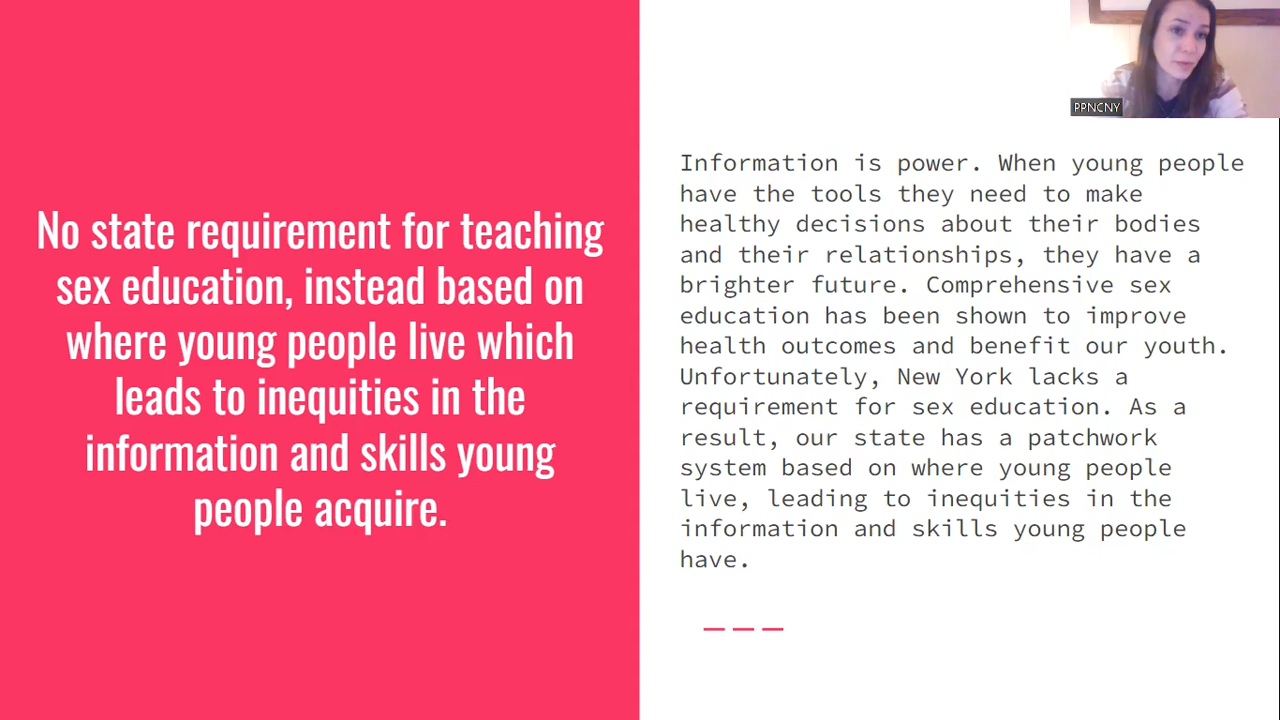 No state requirement for teaching
sex education, instead based on
where young people live which
leads to inequities in the
information and skills young
people acquire.
PPNCNY
Information is power. When young people
have the tools they need to make
healthy decisions about their bodies
and their relationships, they have a
brighter future. Comprehensive sex
education has been shown to improve
health outcomes and benefit our youth.
Unfortunately, New York lacks a
requirement for sex education. As a
result, our state has a patchwork
system based on where young people
live, leading to inequities in the
information and skills young people
have.